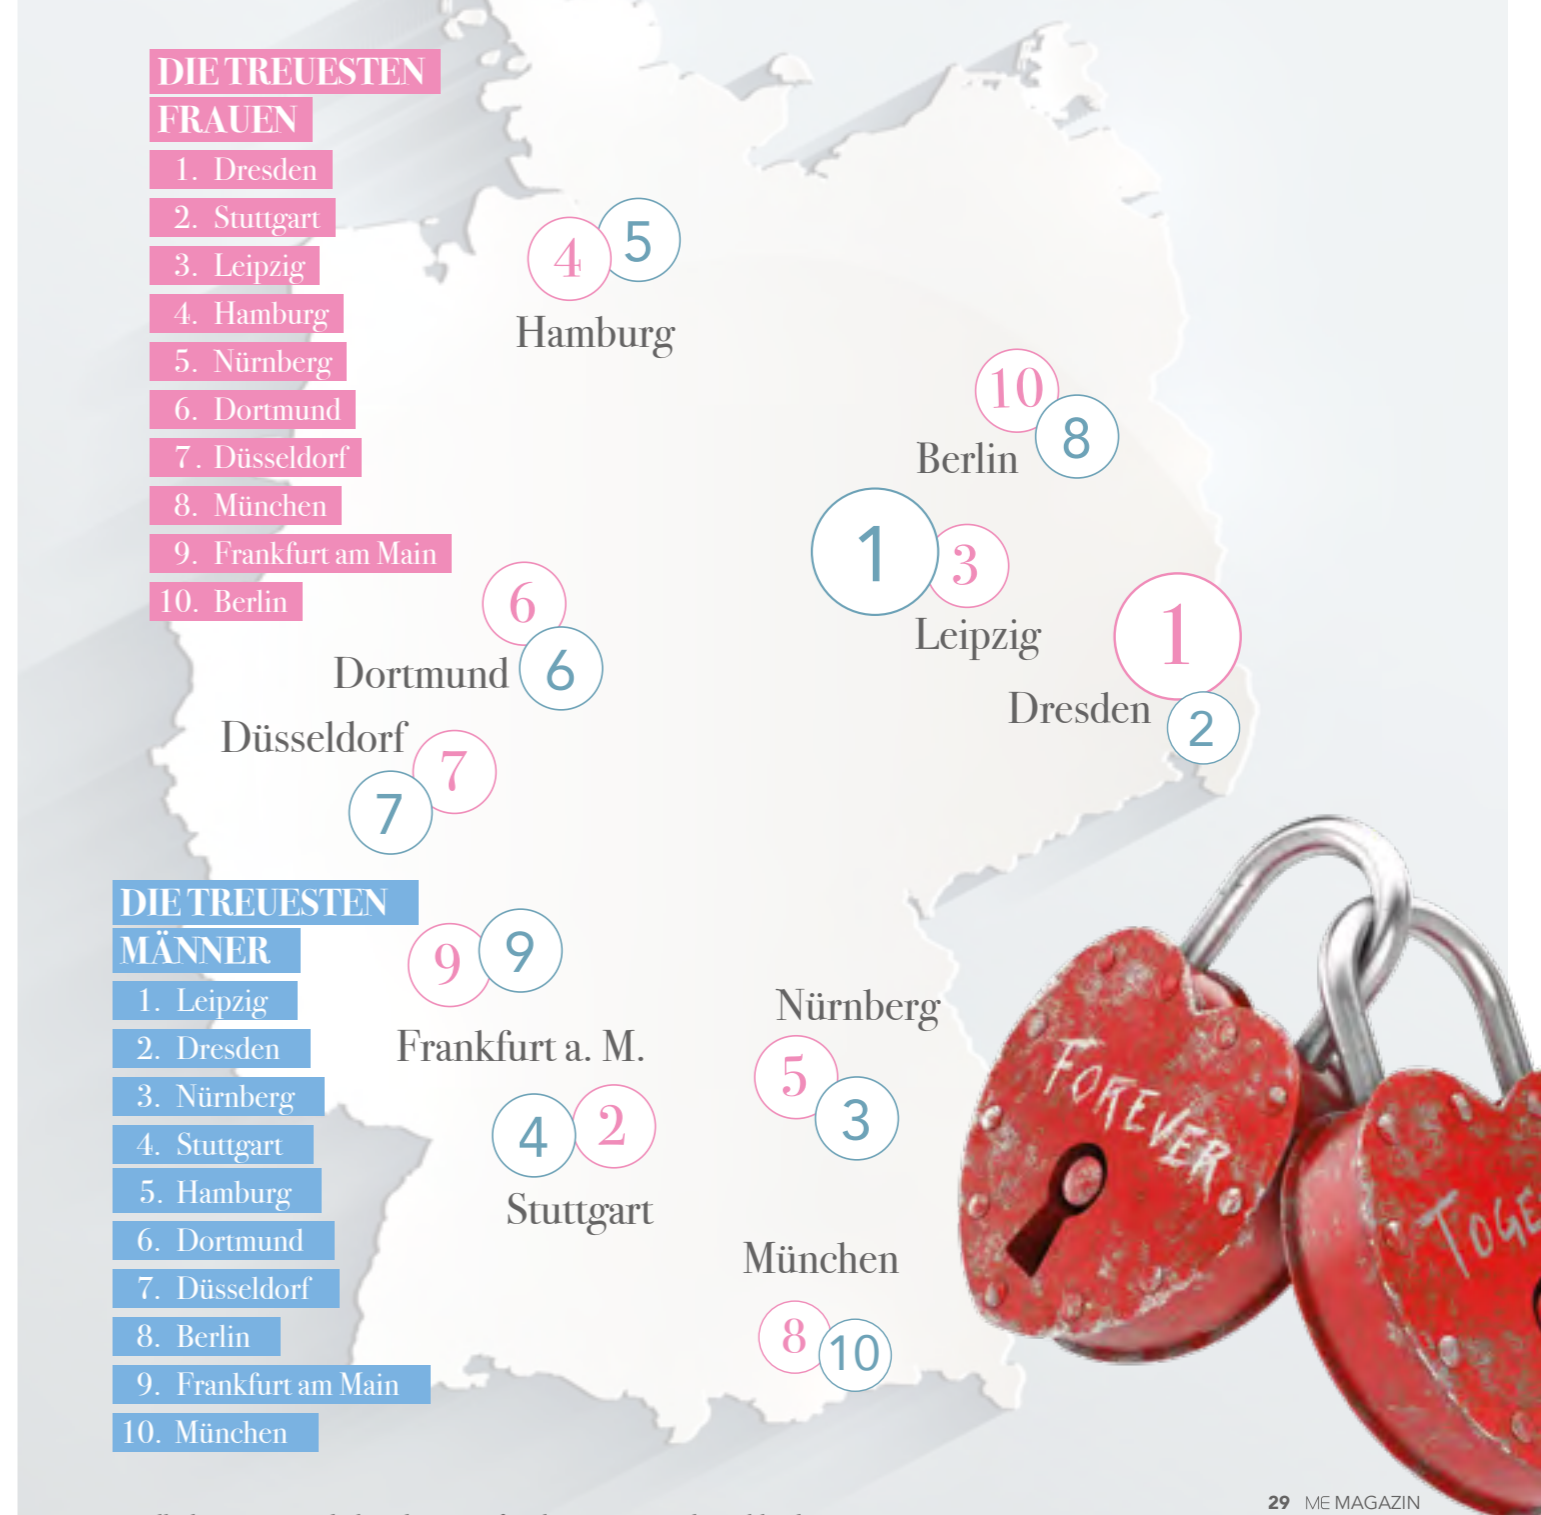 DIE TREUESTEN
FRAUEN
1. Dresden
2. Stuttgart
3. Leipzig
4. Hamburg
5. Nürnberg
6. Dortmund
7. Düsseldorf
8. München
9. Frankfurt am Main
10. Berlin
4 5
Hamburg
10
8
Berlin
1 3
Leipzig
1
Dresden
2
6
Dortmund 6
Düsseldorf
7
7
DIE TREUESTEN
MÄNNER
1. Leipzig
2. Dresden
3. Nürnberg
4. Stuttgart
5. Hamburg
6. Dortmund
7. Düsseldorf
8. Berlin
9. Frankfurt am Main
10. München
9 9
Frankfurt a. M.
4 2
Stuttgart
Nürnberg
5
3
München
8 10
FOREVER
29 ME MAGAZIN